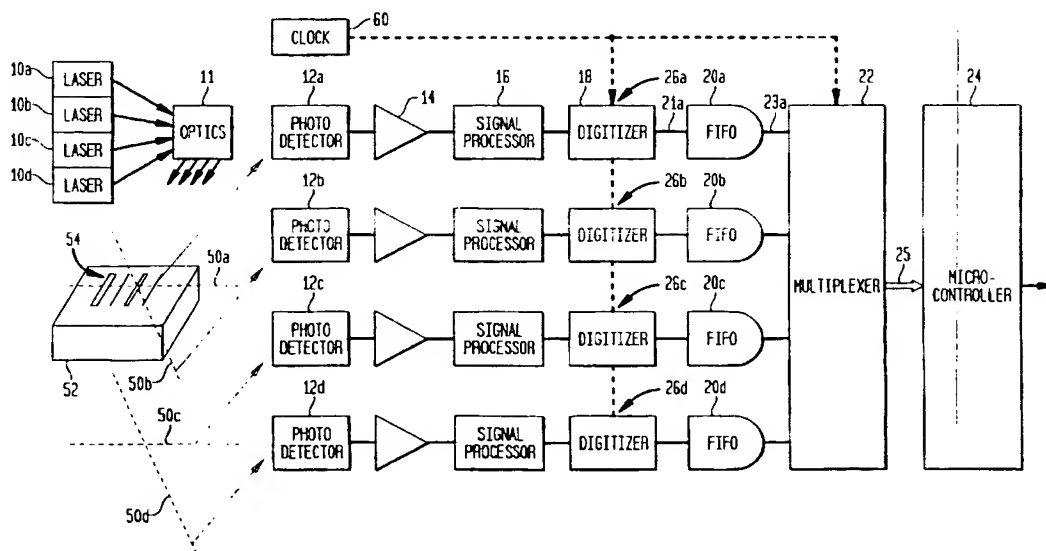 60
CLOCK
10a LASER
10b LASER
10c LASER
10d LASER
11
OPTICS
12a
PHOTO
DETECTOR
14
16
SIGNAL
PROCESSOR
18
DIGITIZER
26a
21a
20a
FIFO
23a
22
MULTIPLEXER
24
MICRO-
CONTROLLER
25
12b
PHOTO
DETECTOR
SIGNAL
PROCESSOR
26b
DIGITIZER
20b
FIFO
54
50a
52
50b
12c
PHOTO
DETECTOR
SIGNAL
PROCESSOR
26c
DIGITIZER
20c
FIFO
50c
50d
12d
PHOTO
DETECTOR
SIGNAL
PROCESSOR
26d
DIGITIZER
20d
FIFO